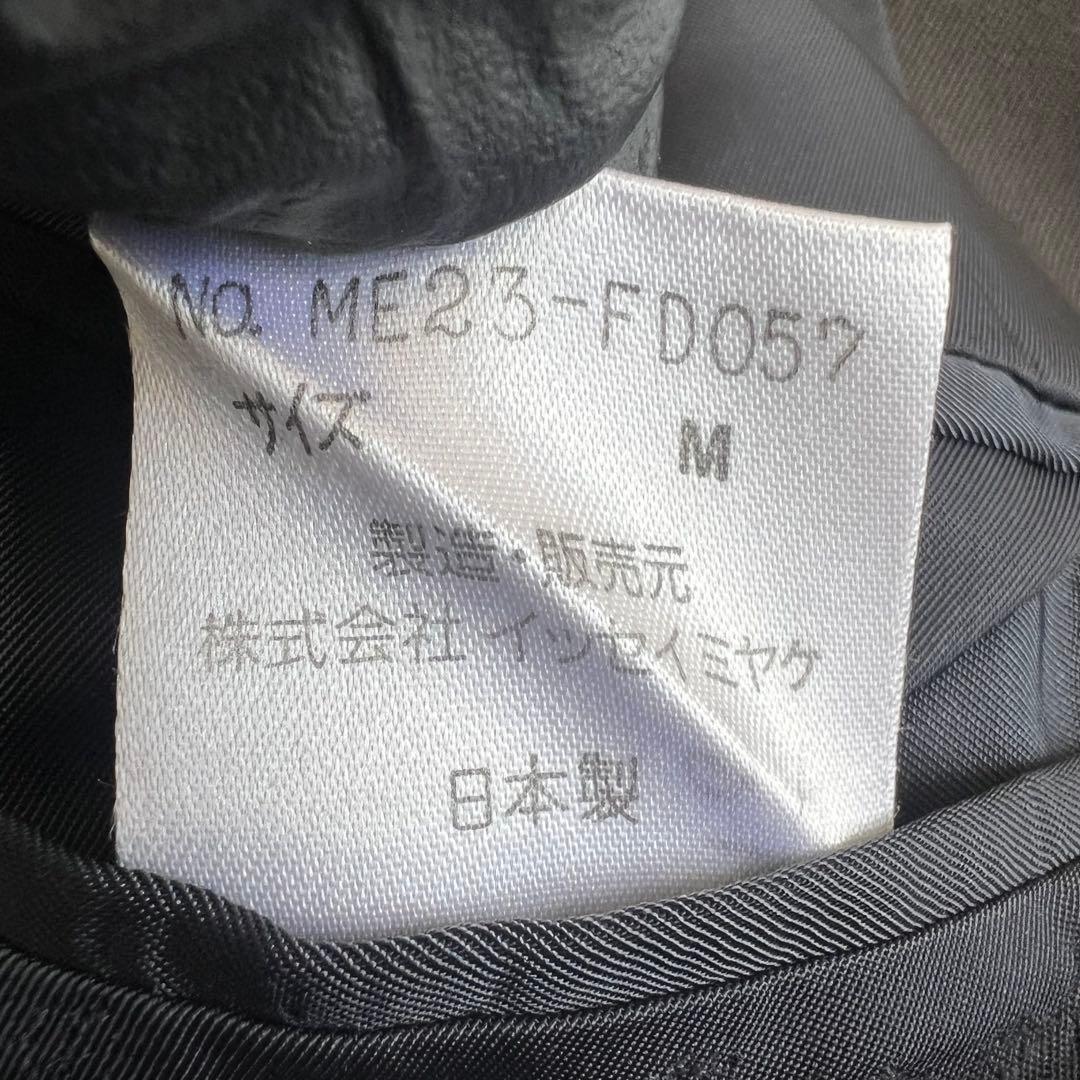 NO. ME23-FD057
サイズ M
製造・販売元
株式会社 イッセイミヤケ
日本製